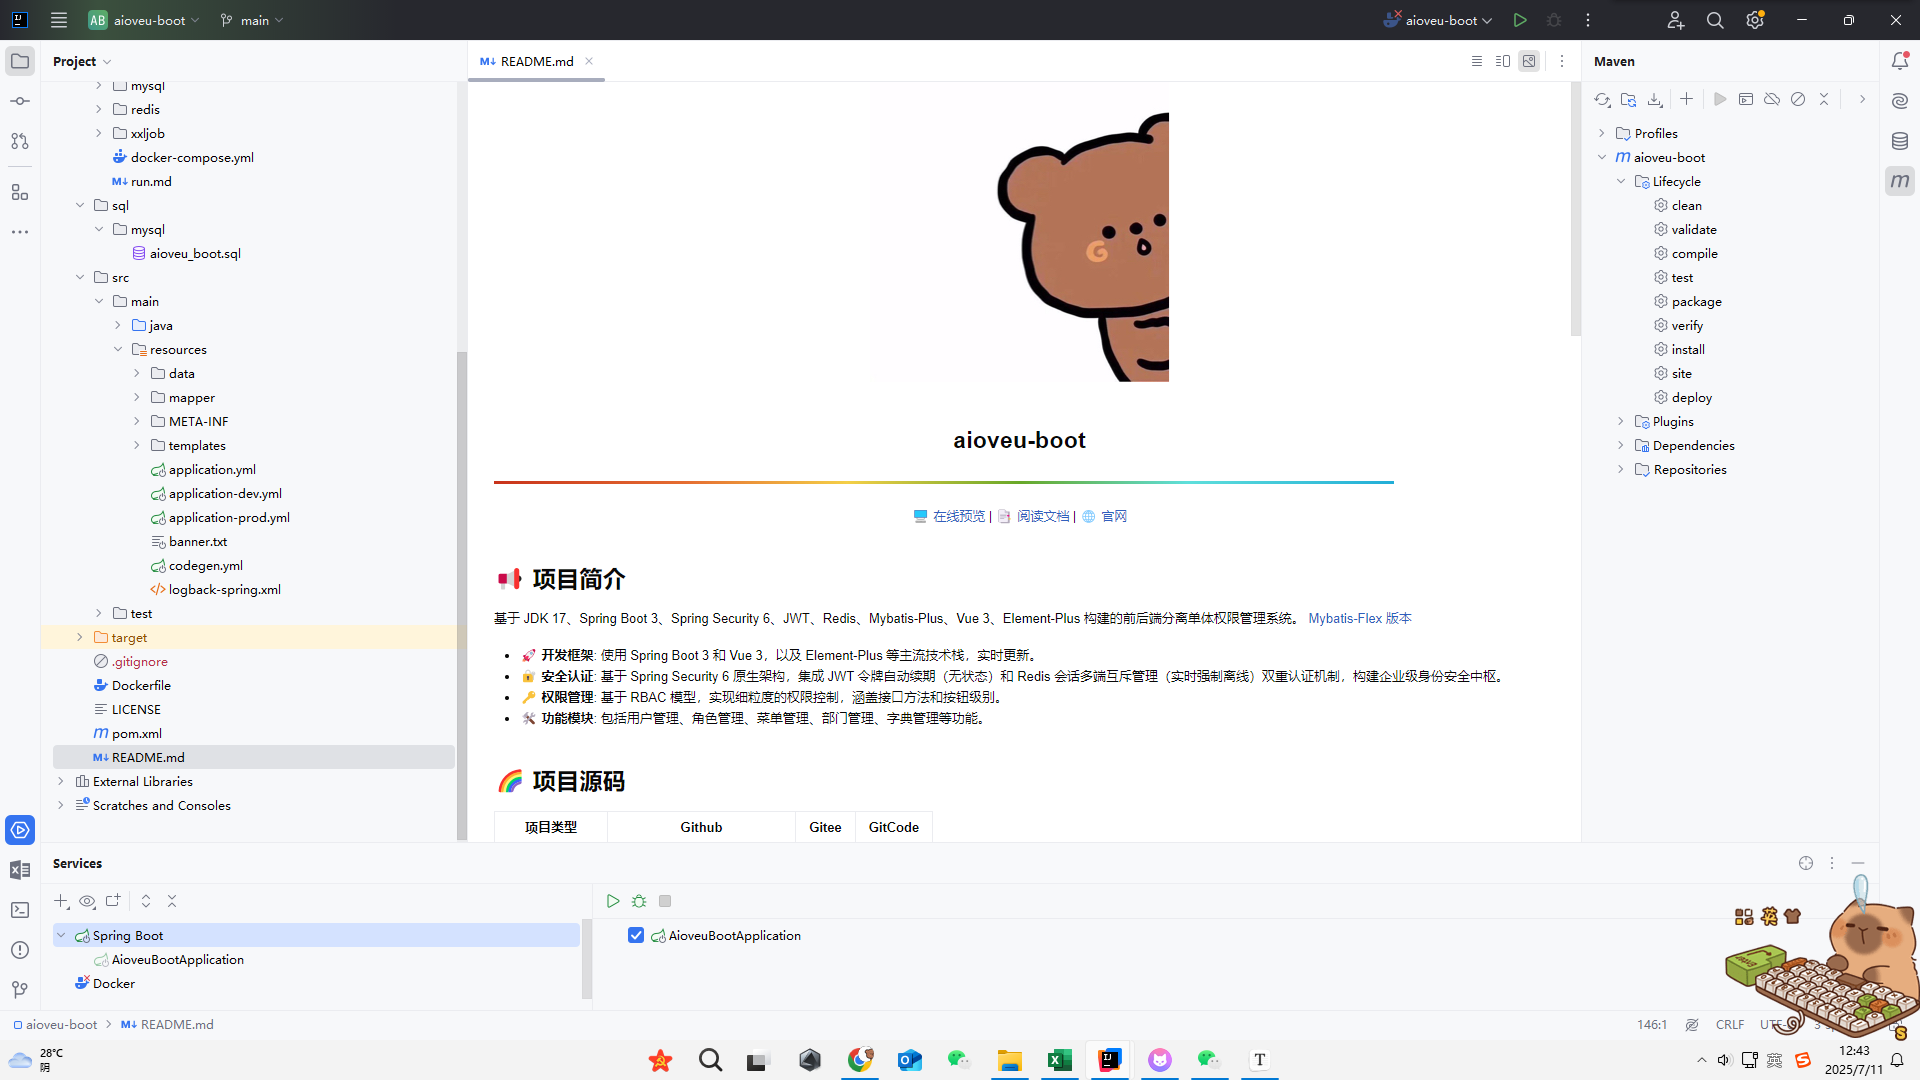 AB aioveu-boot main
aioveu-boot
Project
README.md
Maven
mysql
redis
xxljob
docker-compose.yml
run.md
sql
mysql
aioveu_boot.sql
src
main
java
resources
data
mapper
META-INF
templates
application.yml
application-dev.yml
application-prod.yml
banner.txt
codegen.yml
logback-spring.xml
test
target
.gitignore
Dockerfile
LICENSE
pom.xml
README.md
External Libraries
Scratches and Consoles
aioveu-boot
在线预览 | 阅读文档 | 官网
项目简介
基于 JDK 17、Spring Boot 3、Spring Security 6、JWT、Redis、Mybatis-Plus、Vue 3、Element-Plus 构建的前后端分离单体权限管理系统。 Mybatis-Flex 版本
开发框架: 使用 Spring Boot 3 和 Vue 3，以及 Element-Plus 等主流技术栈，实时更新。
安全认证: 基于 Spring Security 6 原生架构，集成 JWT 令牌自动续期（无状态）和 Redis 会话多端互斥管理（实时强制离线）双重认证机制，构建企业级身份安全中枢。
权限管理: 基于 RBAC 模型，实现细粒度的权限控制，涵盖接口方法和按钮级别。
功能模块: 包括用户管理、角色管理、菜单管理、部门管理、字典管理等功能。
项目源码
项目类型 Github Gitee GitCode
Profiles
aioveu-boot
Lifecycle
clean
validate
compile
test
package
verify
install
site
deploy
Plugins
Dependencies
Repositories
Services
Spring Boot
AioveuBootApplication
Docker
AioveuBootApplication
aioveu-boot README.md
146:1 CRLF
28°C
阴
英
12:43
2025/7/11